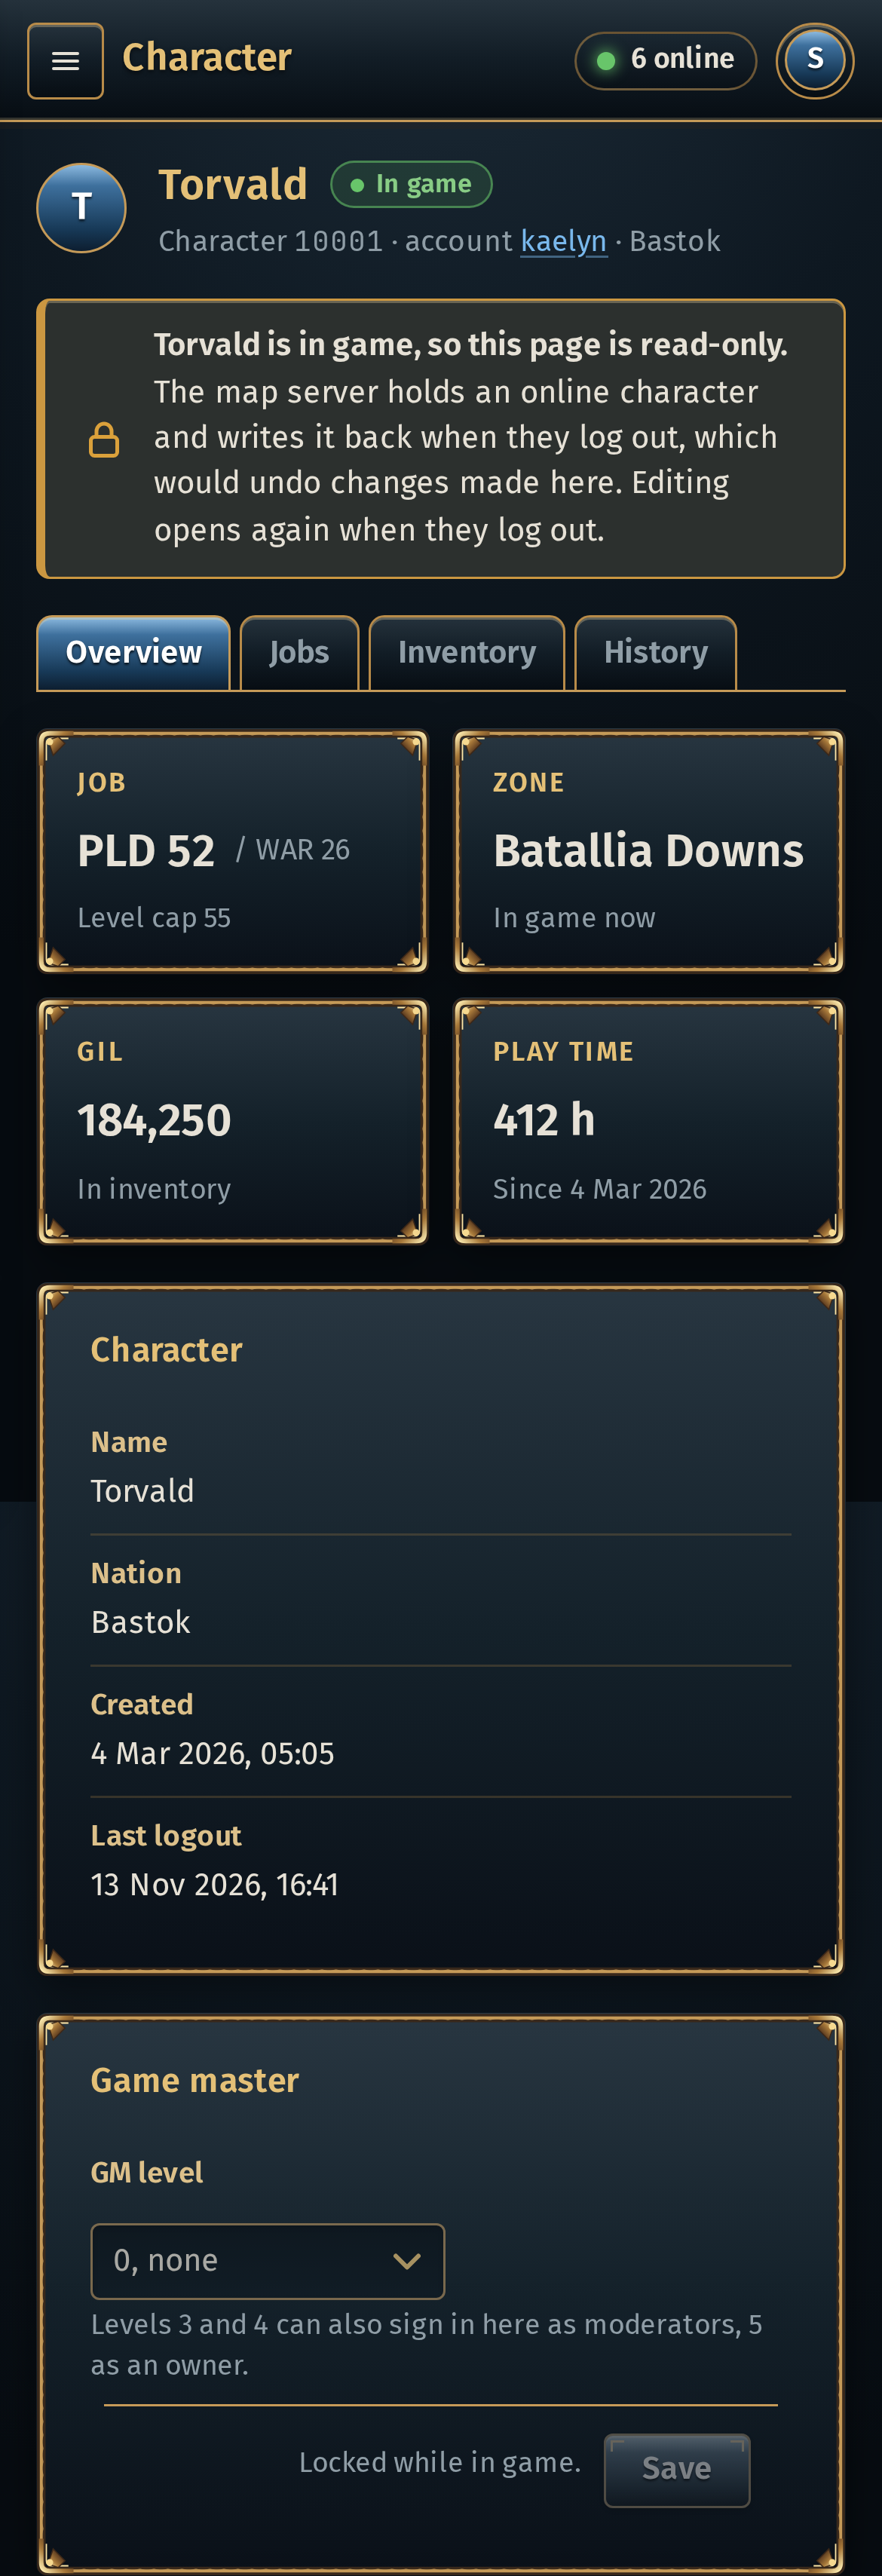 Character
6 online
S
T
Torvald
In game
Character 10001 · account kaelyn · Bastok
Torvald is in game, so this page is read-only.
The map server holds an online character
and writes it back when they log out, which
would undo changes made here. Editing
opens again when they log out.
Overview
Jobs
Inventory
History
JOB
PLD 52 / WAR 26
Level cap 55
ZONE
Batallia Downs
In game now
GIL
184,250
In inventory
PLAY TIME
412 h
Since 4 Mar 2026
Character
Name
Torvald
Nation
Bastok
Created
4 Mar 2026, 05:05
Last logout
13 Nov 2026, 16:41
Game master
GM level
0, none
Levels 3 and 4 can also sign in here as moderators, 5
as an owner.
Locked while in game.
Save